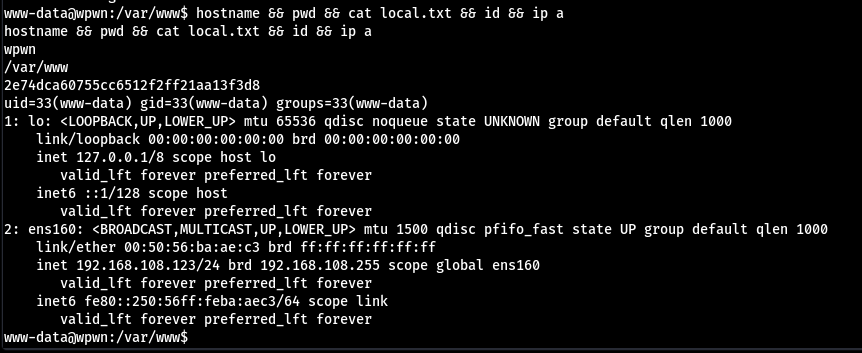 www-data@wpwn:/var/www$ hostname && pwd && cat local.txt && id && ip a
hostname && pwd && cat local.txt && id && ip a
wpwn
/var/www
2e74dca60755cc6512f2ff21aa13f3d8
uid=33(www-data) gid=33(www-data) groups=33(www-data)
1: lo: <LOOPBACK,UP,LOWER_UP> mtu 65536 qdisc noqueue state UNKNOWN group default qlen 1000
    link/loopback 00:00:00:00:00:00 brd 00:00:00:00:00:00
    inet 127.0.0.1/8 scope host lo
       valid_lft forever preferred_lft forever
    inet6 ::1/128 scope host
       valid_lft forever preferred_lft forever
2: ens160: <BROADCAST,MULTICAST,UP,LOWER_UP> mtu 1500 qdisc pfifo_fast state UP group default qlen 1000
    link/ether 00:50:56:ba:ae:c3 brd ff:ff:ff:ff:ff:ff
    inet 192.168.108.123/24 brd 192.168.108.255 scope global ens160
       valid_lft forever preferred_lft forever
    inet6 fe80::250:56ff:feba:aec3/64 scope link
       valid_lft forever preferred_lft forever
www-data@wpwn:/var/www$